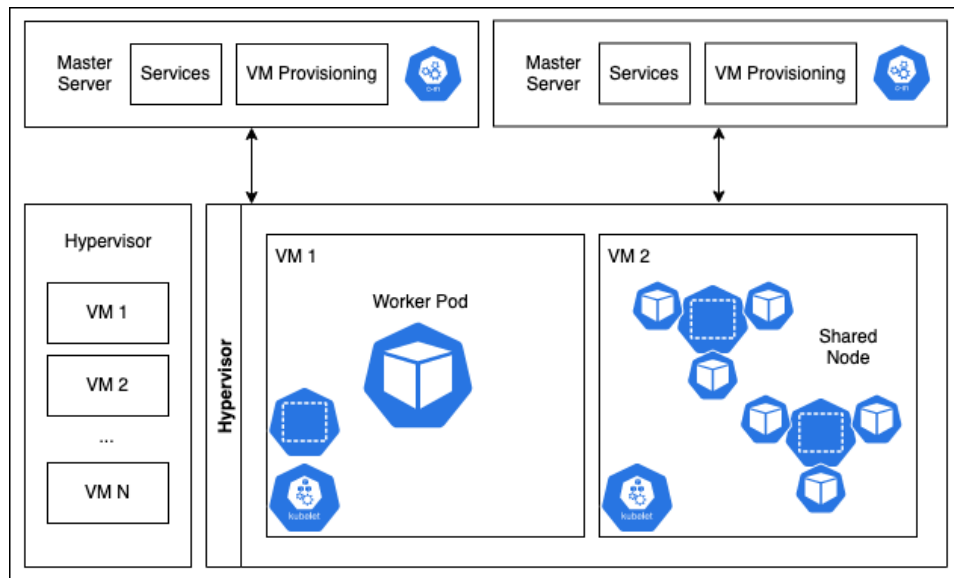 Master
Server
Services
VM Provisioning
c-m
Master
Server
Services
VM Provisioning
c-m
Hypervisor
VM 1
VM 2
...
VM N
Hypervisor
VM 1
Worker Pod
kubelet
VM 2
Shared
Node
kubelet